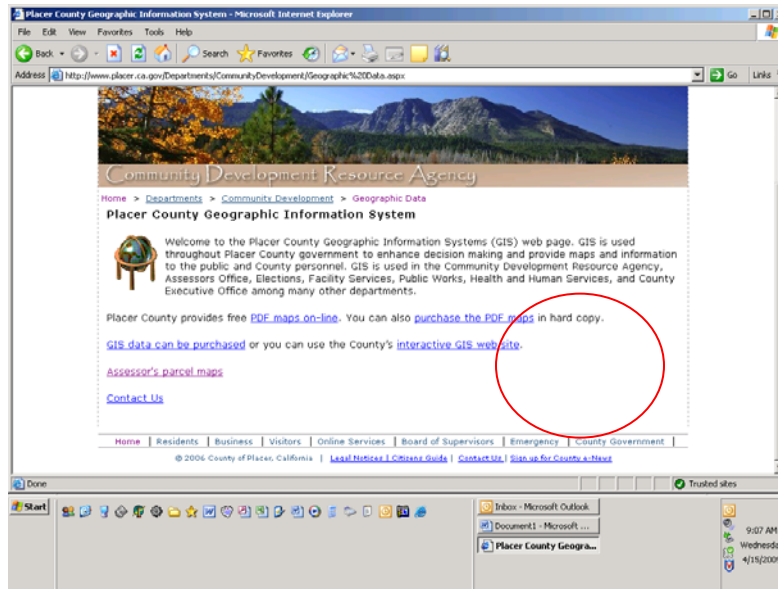 Placer County Geographic Information System - Microsoft Internet Explorer
File Edit View Favorites Tools Help
Back Search Favorites
Address http://www.placer.ca.gov/Departments/CommunityDevelopment/Geographic%20Data.aspx Go Links
Community Development Resource Agency
Home > Departments > Community Development > Geographic Data
Placer County Geographic Information System
Welcome to the Placer County Geographic Information Systems (GIS) web page. GIS is used
throughout Placer County government to enhance decision making and provide maps and information
to the public and County personnel. GIS is used in the Community Development Resource Agency,
Assessors Office, Elections, Facility Services, Public Works, Health and Human Services, and County
Executive Office among many other departments.
Placer County provides free PDF maps on-line. You can also purchase the PDF maps in hard copy.
GIS data can be purchased or you can use the County's interactive GIS web site.
Assessor's parcel maps
Contact Us
Home | Residents | Business | Visitors | Online Services | Board of Supervisors | Emergency | County Government |
© 2006 County of Placer, California | Legal Notices | Citizens Guide | Contact Us | Sign up for County e-News
Done Trusted sites
Start
Inbox - Microsoft Outlook
Document1 - Microsoft ...
Placer County Geogra...
9:07 AM
Wednesda
4/15/200